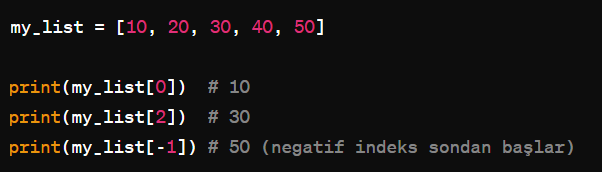 my_list = [10, 20, 30, 40, 50]
print(my_list[0])  # 10
print(my_list[2])  # 30
print(my_list[-1]) # 50 (negatif indeks sondan başlar)